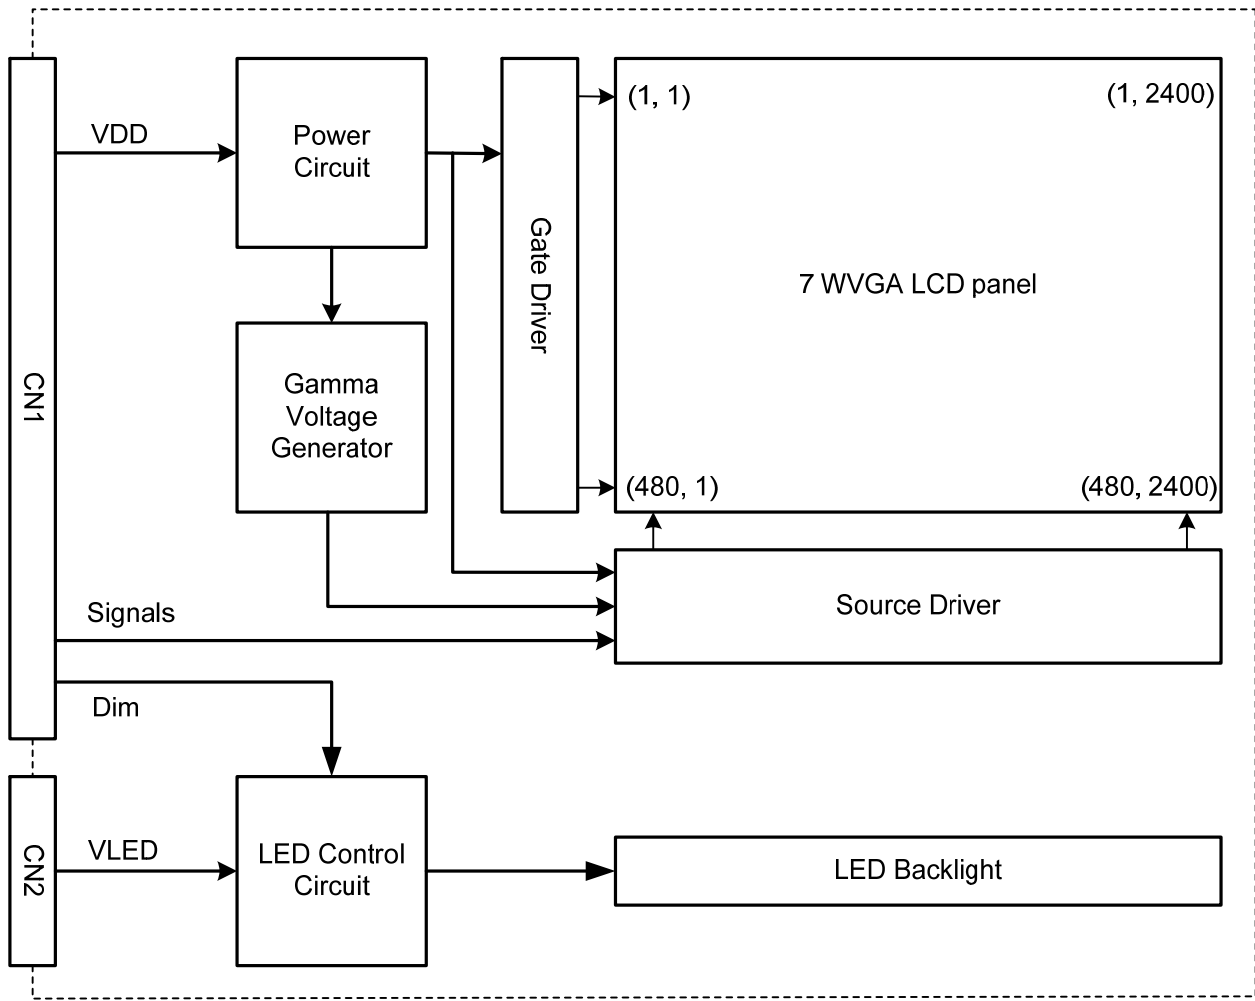 VDD
Power
Circuit
(1, 1)
(1, 2400)
Gate Driver
7 WVGA LCD panel
CN1
Gamma
Voltage
Generator
(480, 1)
(480, 2400)
Signals
Source Driver
Dim
CN2
VLED
LED Control
Circuit
LED Backlight